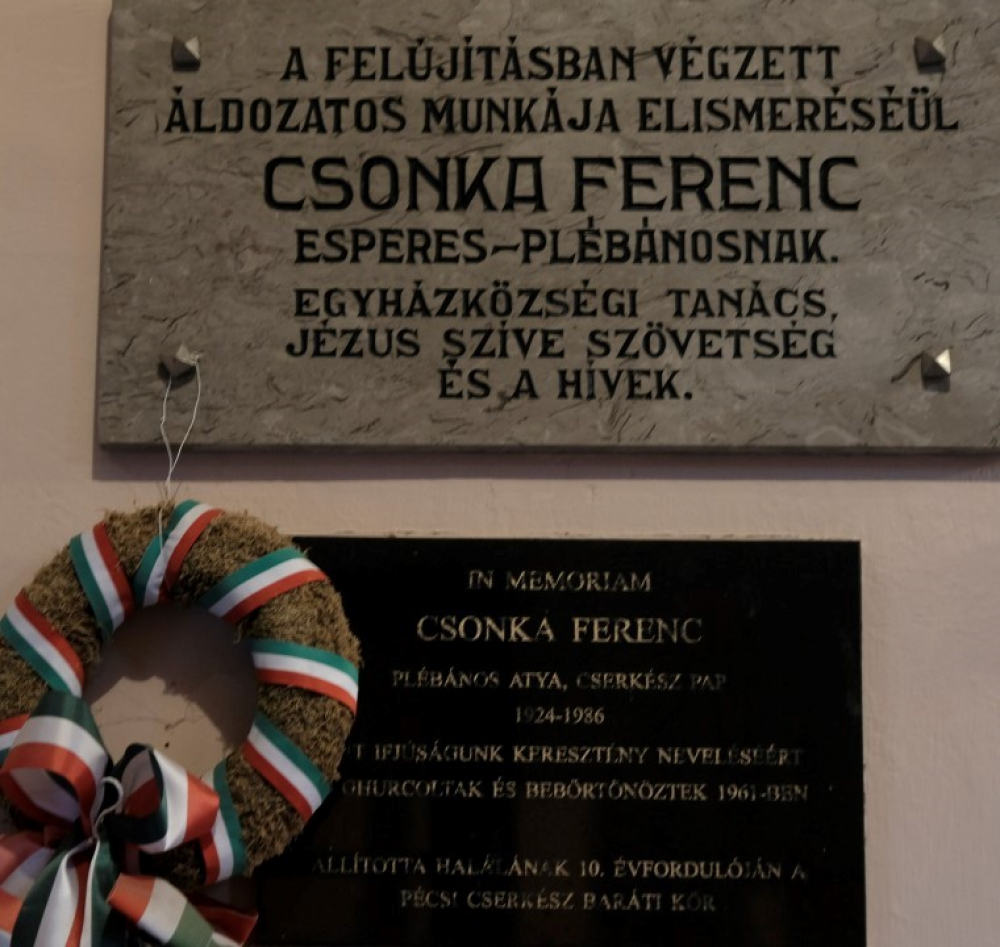 A FELÚJÍTÁSBAN VÉGZETT
ÁLDOZATOS MUNKÁJA ELISMERÉSÉÜL
CSONKA FERENC
ESPERES-PLÉBÁNOSNAK.
EGYHÁZKÖZSÉGI TANÁCS,
JÉZUS SZÍVE SZÖVETSÉG
ÉS A HÍVEK.
IN MEMORIAM
CSONKA FERENC
PLÉBÁNOS ATYA, CSERKÉSZ PAP
1924-1986
IFJÚSÁGUNK KERESZTÉNY NEVELÉSÉÉRT
GHURCOLTAK ÉS BEBÖRTÖNÖZTEK 1961-BEN
ÁLLÍTOTTA HALÁLÁNAK 10. ÉVFORDULÓJÁN A
PÉCSI CSERKÉSZ BARÁTI KÖR